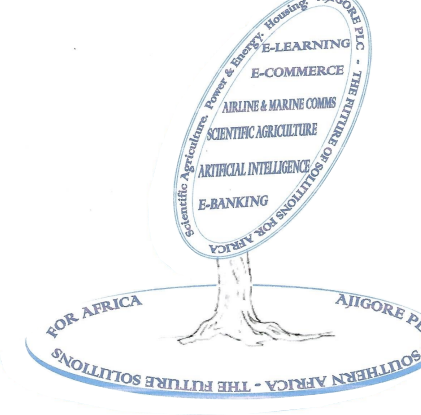 Scientific Agriculture. Power & Energy. Housing. AJIGORE PLC - THE FUTURE OF SOLUTIONS FOR AFRICA
E-LEARNING
E-COMMERCE
AIRLINE & MARINE COMMS
SCIENTIFIC AGRICULTURE
ARTIFICIAL INTELLIGENCE
E-BANKING
FOR AFRICA
AJIGORE PL
SOUTHERN AFRICA - THE FUTURE SOLUTIONS